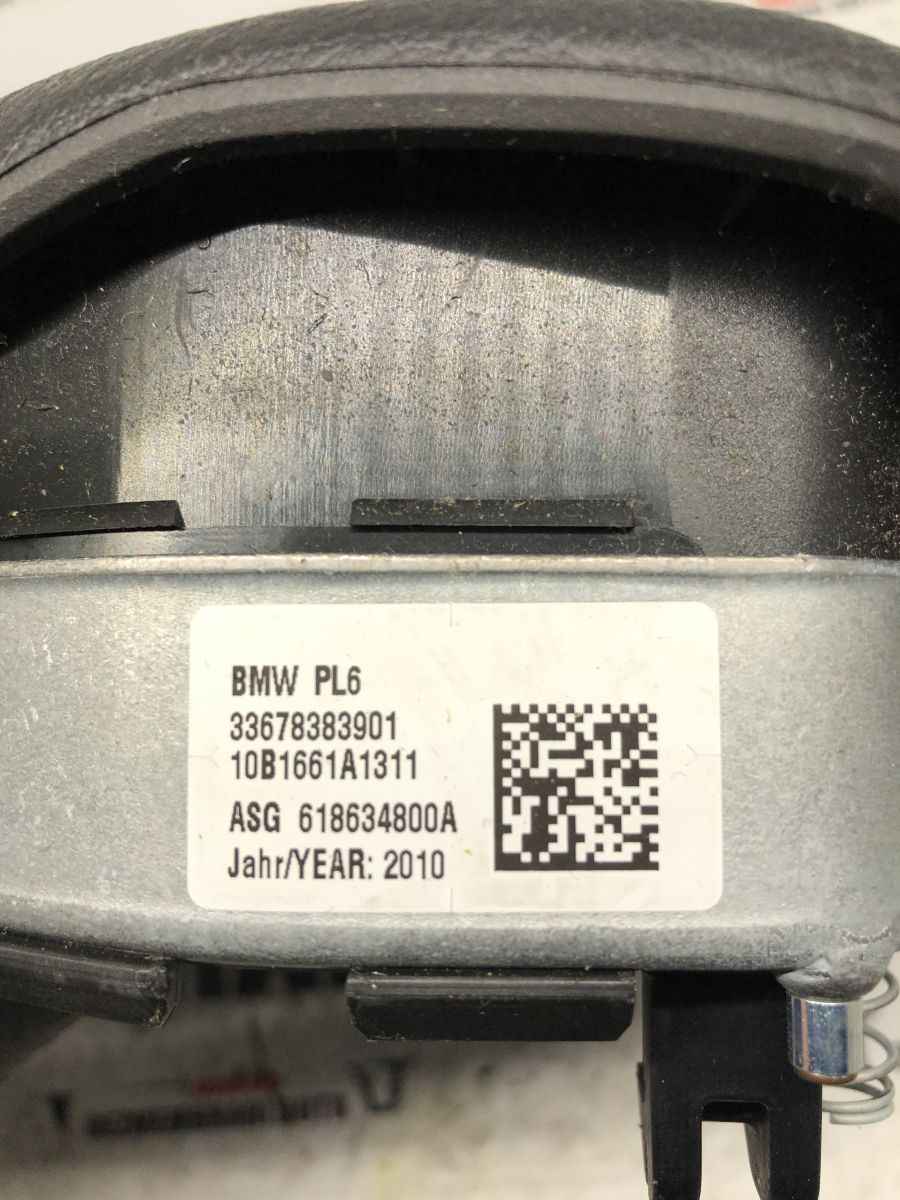 BMW PL6
33678383901
10B1661A1311
ASG 618634800A
Jahr/YEAR: 2010